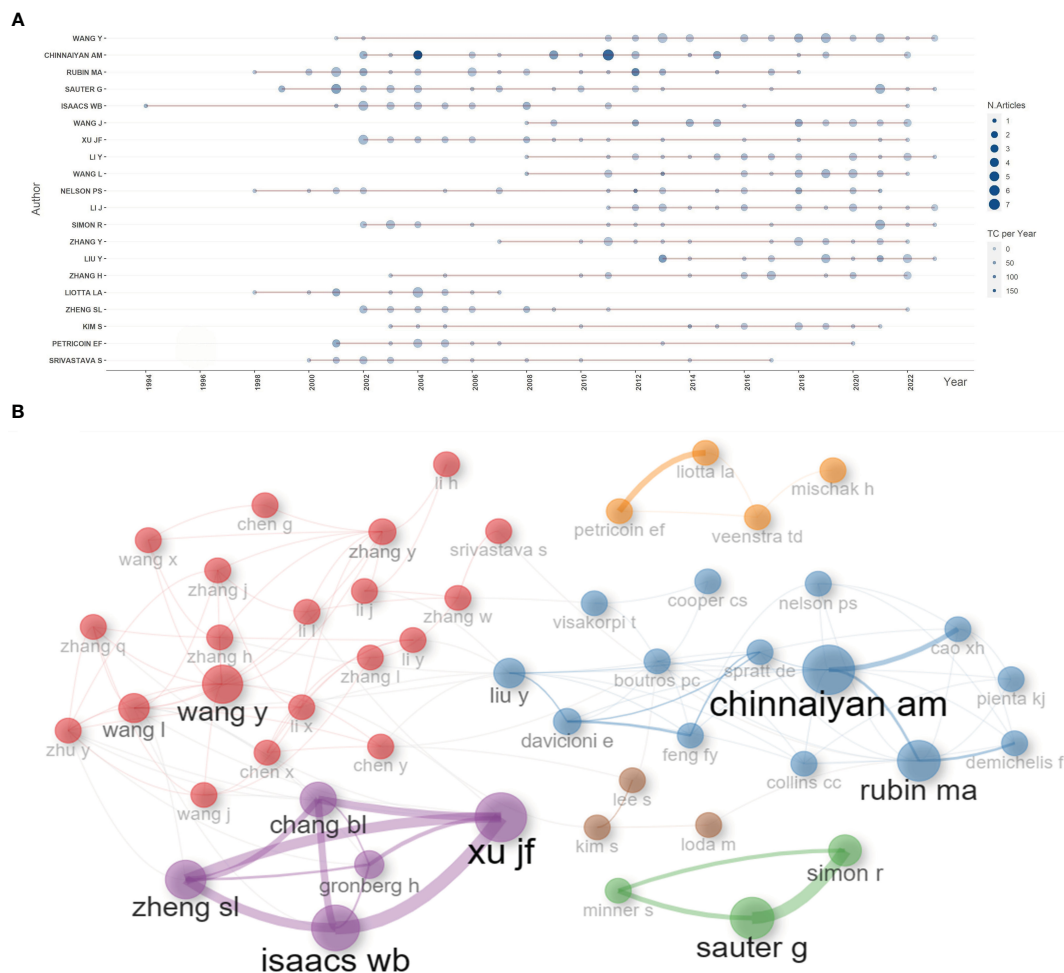 A
WANG Y
CHINNAIYAN AM
RUBIN MA
SAUTER G
ISAACS WB
WANG J
XU JF
LI Y
WANG L
NELSON PS
LI J
SIMON R
ZHANG Y
LIU Y
ZHANG H
LIOTTA LA
ZHENG SL
KIM S
PETRICOIN EF
SRIVASTAVA S
Author
1994 1996 1998 2000 2002 2004 2006 2008 2010 2012 2014 2016 2018 2020 2022
Year
N.Articles
1
2
3
4
5
6
7
TC per Year
0
50
100
150
B
liotta la
li h
mischak h
chen g
petricoin ef
veenstra td
wang x
zhang y
srivastava s
zhang j
cooper cs
nelson ps
li j
zhang w
visakorpi t
li l
zhang q
zhang h
li y
cao xh
zhang l
boutros pc
spratt de
liu y
chinnaiyan am
pienta kj
wang y
wang l
li x
davicioni e
zhu y
feng fy
chen x
chen y
collins cc
demichelis f
rubin ma
wang j
lee s
chang bl
xu jf
kim s
loda m
gronberg h
simon r
zheng sl
minner s
isaacs wb
sauter g